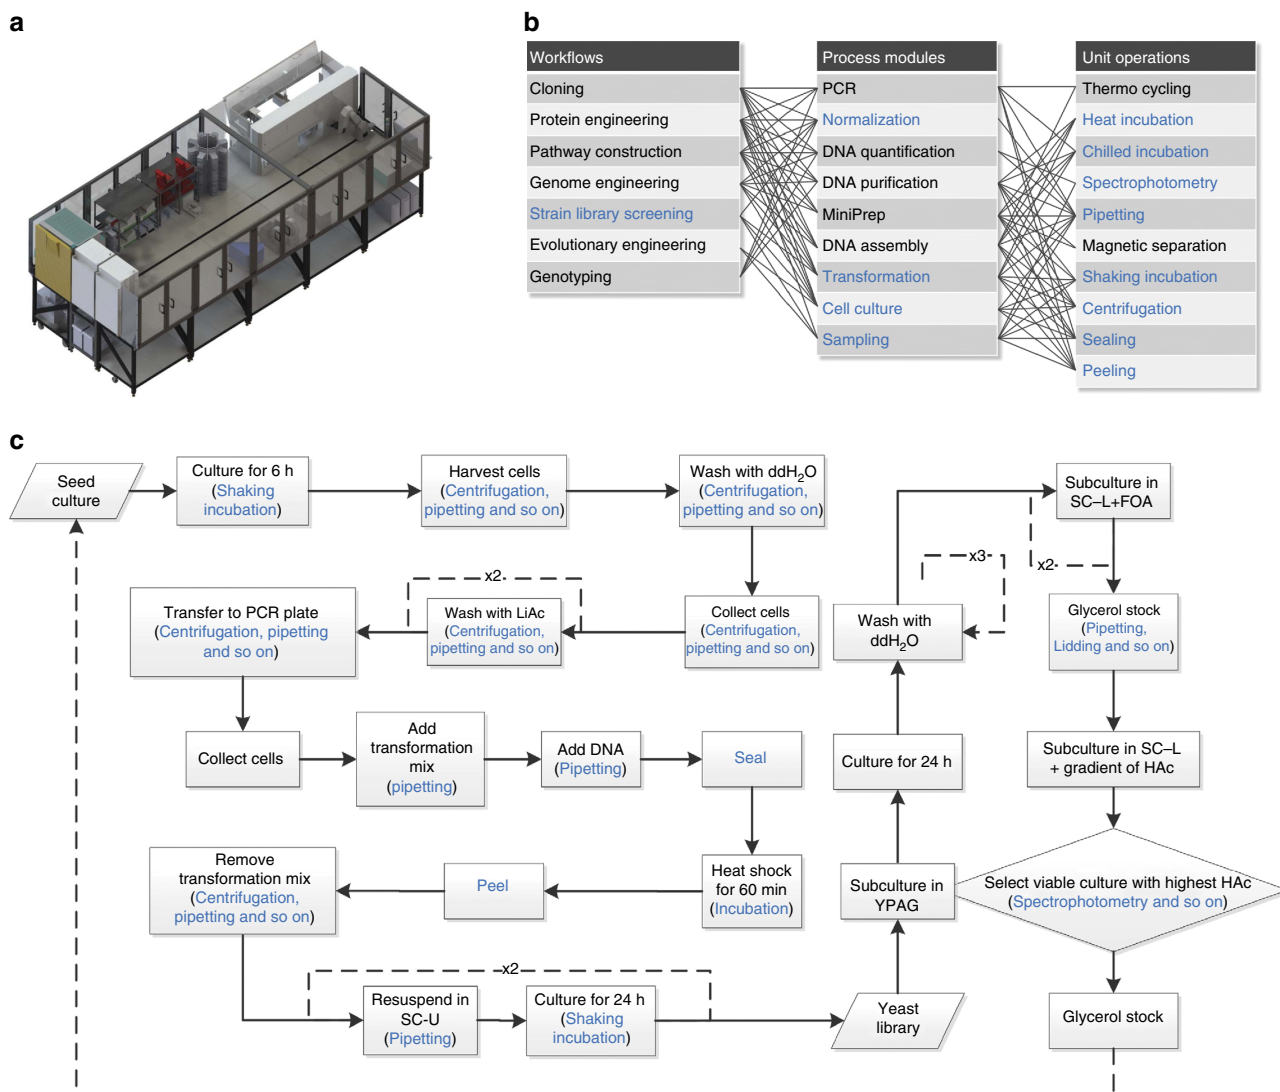 a
b
Workflows
Cloning
Protein engineering
Pathway construction
Genome engineering
Strain library screening
Evolutionary engineering
Genotyping
Process modules
PCR
Normalization
DNA quantification
DNA purification
MiniPrep
DNA assembly
Transformation
Cell culture
Sampling
Unit operations
Thermo cycling
Heat incubation
Chilled incubation
Spectrophotometry
Pipetting
Magnetic separation
Shaking incubation
Centrifugation
Sealing
Peeling
c
Seed
culture
Culture for 6 h
(Shaking
incubation)
Harvest cells
(Centrifugation,
pipetting and so on)
Wash with ddH₂O
(Centrifugation,
pipetting and so on)
Collect cells
(Centrifugation,
pipetting and so on)
x2
Wash with LiAc
(Centrifugation,
pipetting and so on)
Transfer to PCR plate
(Centrifugation, pipetting
and so on)
Collect cells
Add
transformation
mix
(pipetting)
Add DNA
(Pipetting)
Seal
Heat shock
for 60 min
(Incubation)
Peel
Remove
transformation mix
(Centrifugation,
pipetting and so on)
x2
Resuspend in
SC-U
(Pipetting)
Culture for 24 h
(Shaking
incubation)
Yeast
library
Subculture in
YPAG
Culture for 24 h
Wash with
ddH₂O
x3
Subculture in
SC–L+FOA
x2
Glycerol stock
(Pipetting,
Lidding and so on)
Subculture in SC–L
+ gradient of HAc
Select viable culture with highest HAc
(Spectrophotometry and so on)
Glycerol stock